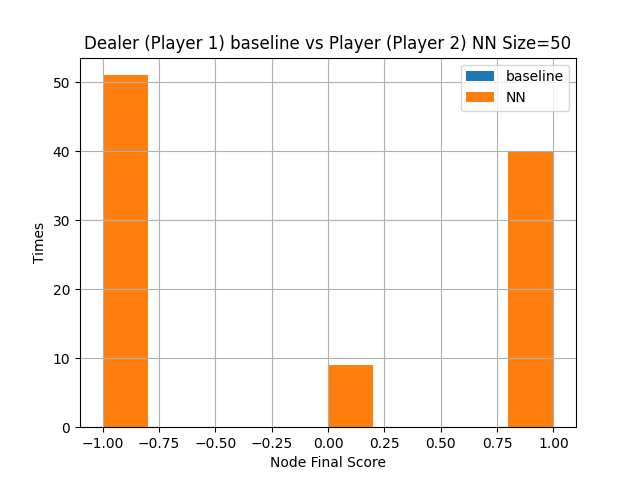 Dealer (Player 1) baseline vs Player (Player 2) NN Size=50
baseline
NN
50
40
30
20
10
0
Times
−1.00 −0.75 −0.50 −0.25 0.00 0.25 0.50 0.75 1.00
Node Final Score